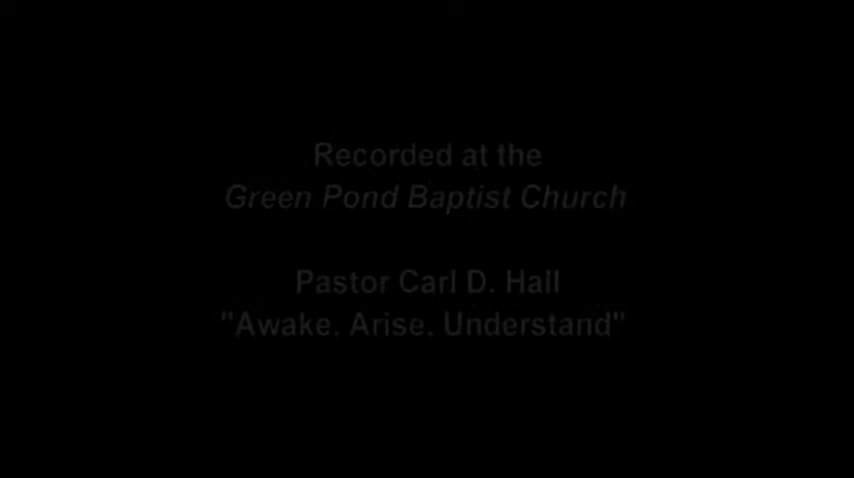 Recorded at the
Green Pond Baptist Church
Pastor Carl D. Hall
"Awake. Arise. Understand"